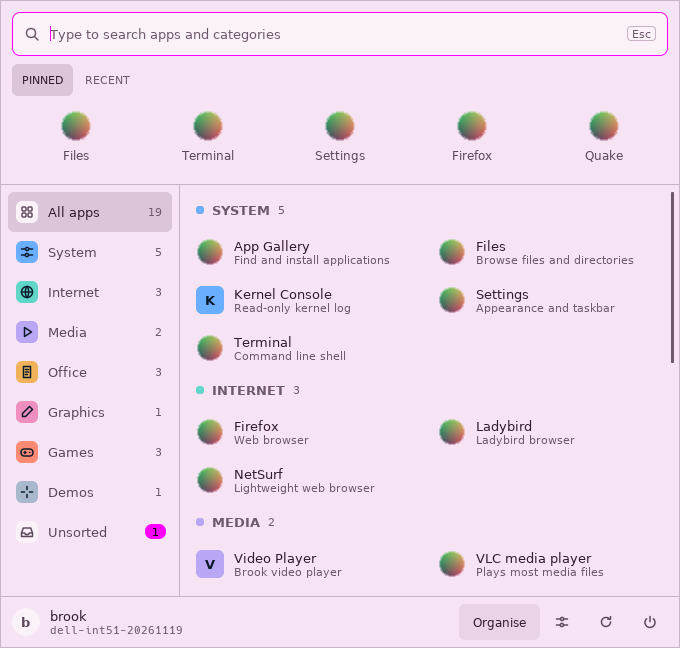 Type to search apps and categories Esc
PINNED RECENT
Files Terminal Settings Firefox Quake
All apps 19
System 5
Internet 3
Media 2
Office 3
Graphics 1
Games 3
Demos 1
Unsorted 1
SYSTEM 5
App Gallery
Find and install applications
Files
Browse files and directories
K
Kernel Console
Read-only kernel log
Settings
Appearance and taskbar
Terminal
Command line shell
INTERNET 3
Firefox
Web browser
Ladybird
Ladybird browser
NetSurf
Lightweight web browser
MEDIA 2
V
Video Player
Brook video player
VLC media player
Plays most media files
b
brook
dell-int51-20261119
Organise